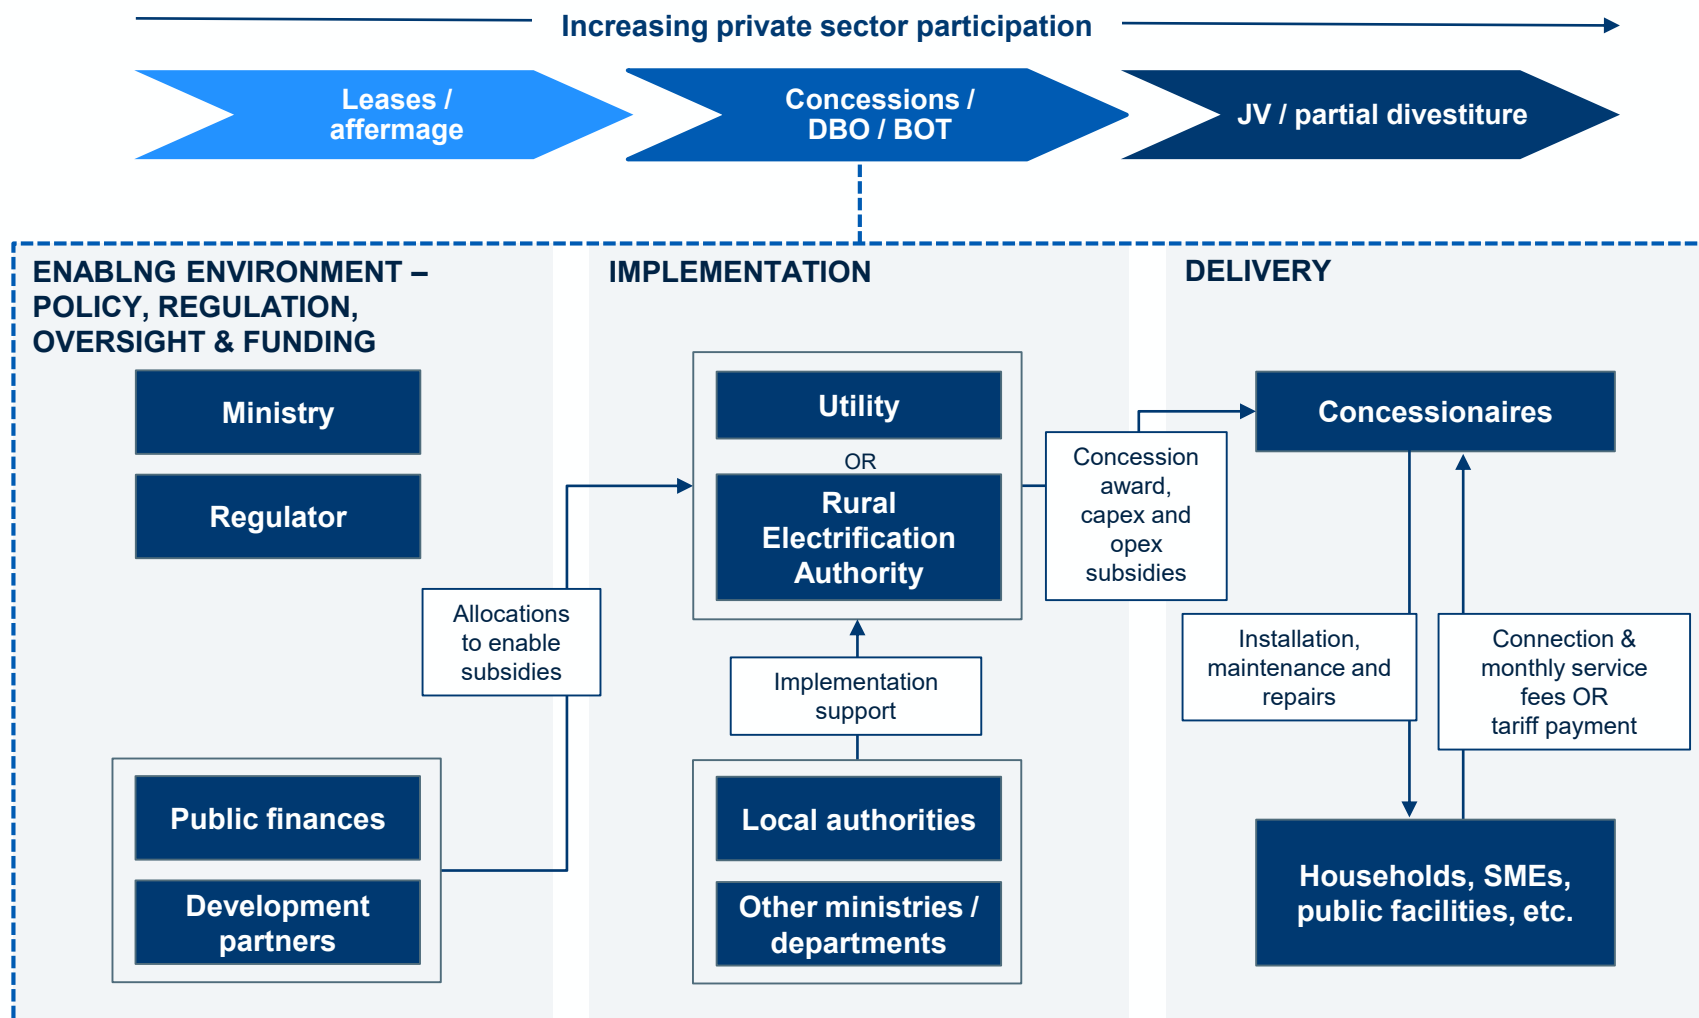 Increasing private sector participation
Leases /
affermage
Concessions /
DBO / BOT
JV / partial divestiture
ENABLNG ENVIRONMENT –
POLICY, REGULATION,
OVERSIGHT & FUNDING
Ministry
Regulator
Allocations
to enable
subsidies
Public finances
Development
partners
IMPLEMENTATION
Utility
OR
Rural
Electrification
Authority
Implementation
support
Local authorities
Other ministries /
departments
Concession
award,
capex and
opex
subsidies
DELIVERY
Concessionaires
Installation,
maintenance and
repairs
Connection &
monthly service
fees OR
tariff payment
Households, SMEs,
public facilities, etc.